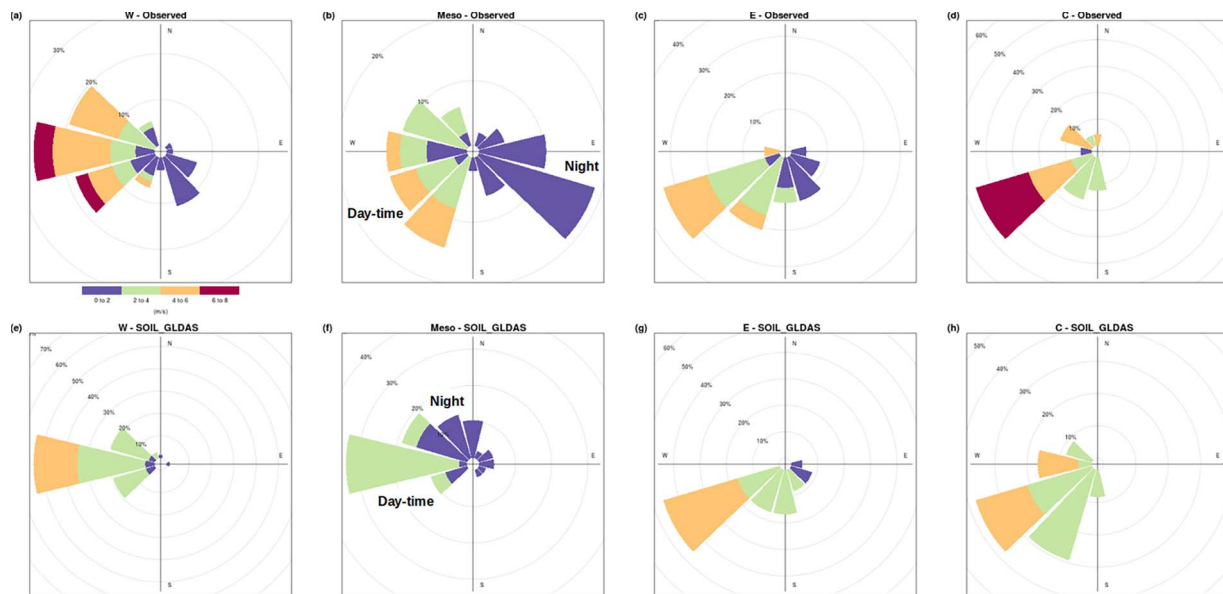 (a) W - Observed
N
30%
20%
10%
E
S
0 to 2 2 to 4 4 to 6 6 to 8
(m/s)
(b) Meso - Observed
N
20%
10%
W E
Night
Day-time
S
(c) E - Observed
N
40%
30%
20%
10%
W E
S
(d) C - Observed
N
60%
50%
40%
30%
20%
10%
W E
S
(e) W - SOIL_GLDAS
N
70%
60%
50%
40%
30%
20%
10%
E
S
(f) Meso - SOIL_GLDAS
N
40%
30%
20%
10%
Night
W E
Day-time
S
(g) E - SOIL_GLDAS
N
60%
50%
40%
30%
20%
10%
W E
S
(h) C - SOIL_GLDAS
N
50%
40%
30%
20%
10%
W E
S